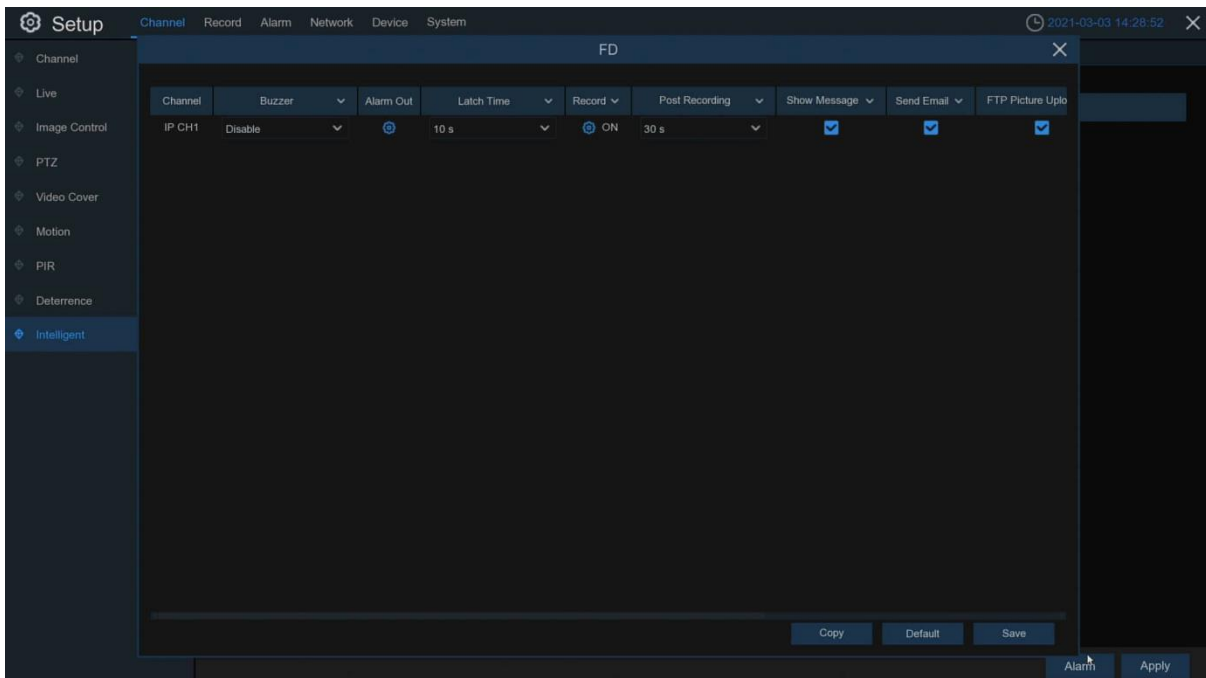 Setup Channel Record Alarm Network Device System 2021-03-03 14:28:52
FD
Channel
Live
Image Control
PTZ
Video Cover
Motion
PIR
Deterrence
Intelligent
Channel Buzzer Alarm Out Latch Time Record Post Recording Show Message Send Email FTP Picture Uplo
IP CH1 Disable 10 s ON 30 s
Copy Default Save
Alarm Apply